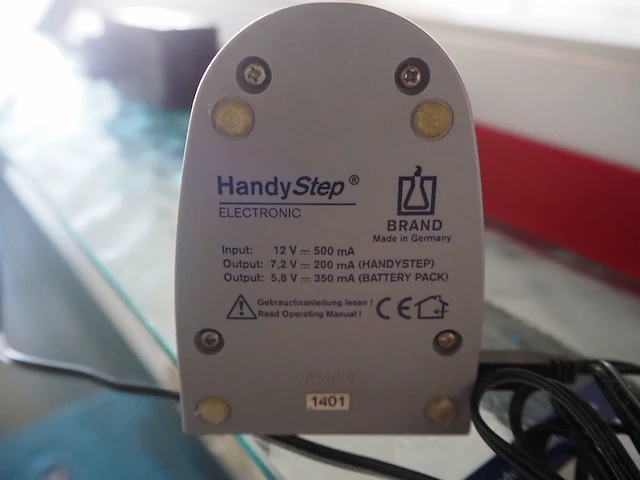 HandyStep®
ELECTRONIC
BRAND
Made in Germany
Input: 12 V ⎓ 500 mA
Output: 7,2 V ⎓ 200 mA (HANDYSTEP)
Output: 5,8 V ⎓ 350 mA (BATTERY PACK)
Gebrauchsanleitung lesen !
Read Operating Manual !
CE
1401